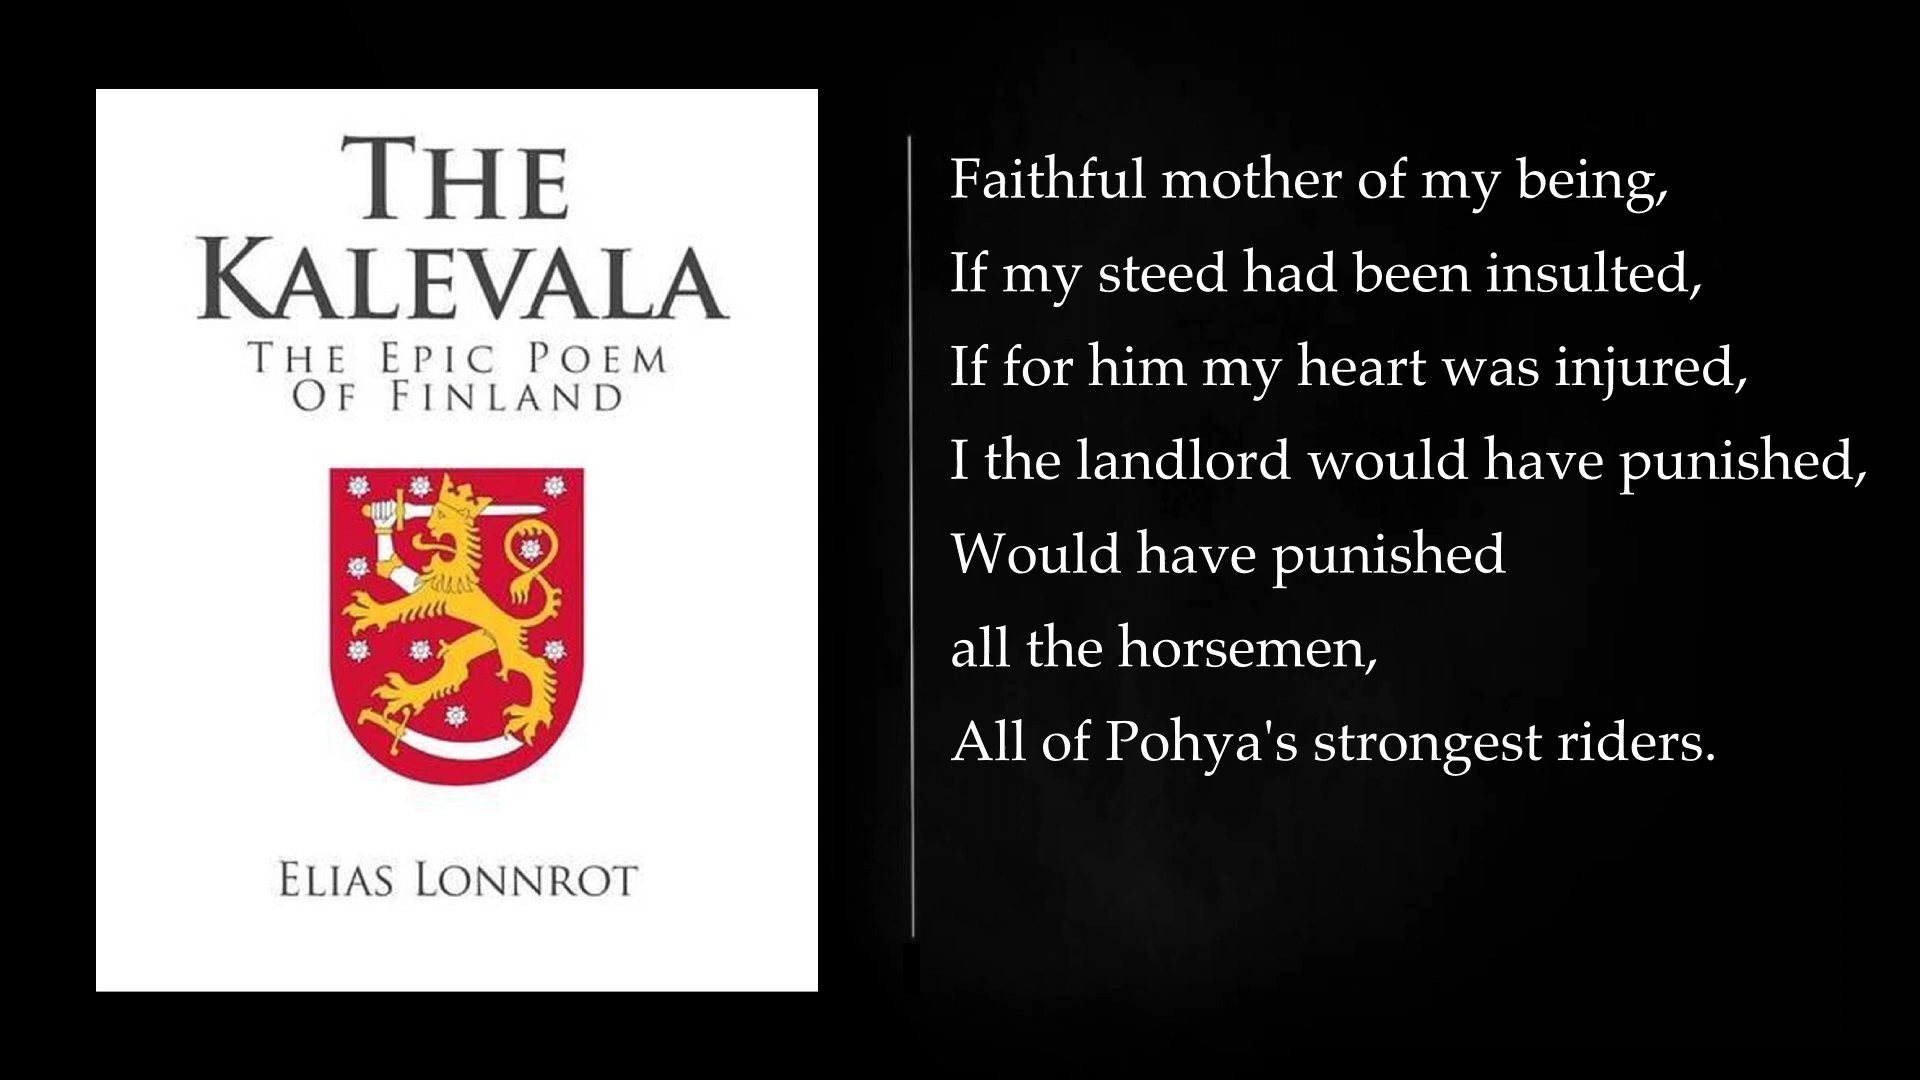 THE
KALEVALA
THE EPIC POEM
OF FINLAND
ELIAS LONNROT
Faithful mother of my being,
If my steed had been insulted,
If for him my heart was injured,
I the landlord would have punished,
Would have punished
all the horsemen,
All of Pohya's strongest riders.